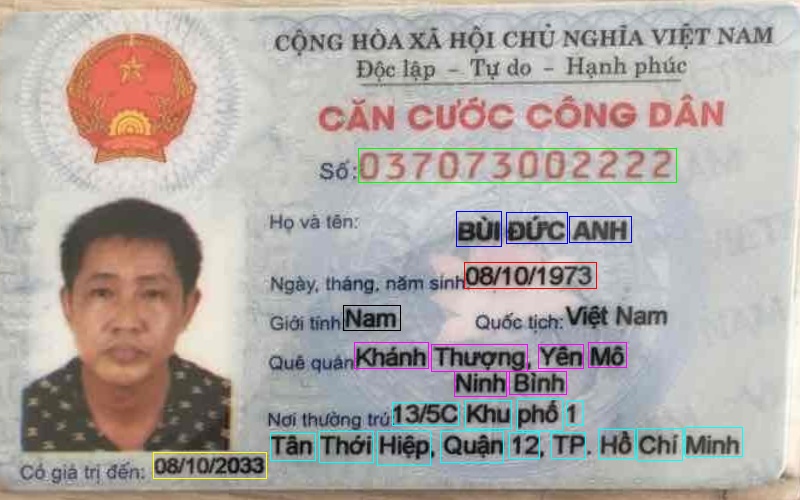 CỘNG HÒA XÃ HỘI CHỦ NGHĨA VIỆT NAM
Độc lập – Tự do – Hạnh phúc
CĂN CƯỚC CÔNG DÂN
Số: 037073002222
Họ và tên: BÙI ĐỨC ANH
Ngày, tháng, năm sinh 08/10/1973
Giới tính Nam Quốc tịch: Việt Nam
Quê quán Khánh Thượng, Yên Mô
Ninh Bình
Nơi thường trú 13/5C Khu phố 1
Tân Thới Hiệp, Quận 12, TP. Hồ Chí Minh
Có giá trị đến: 08/10/2033